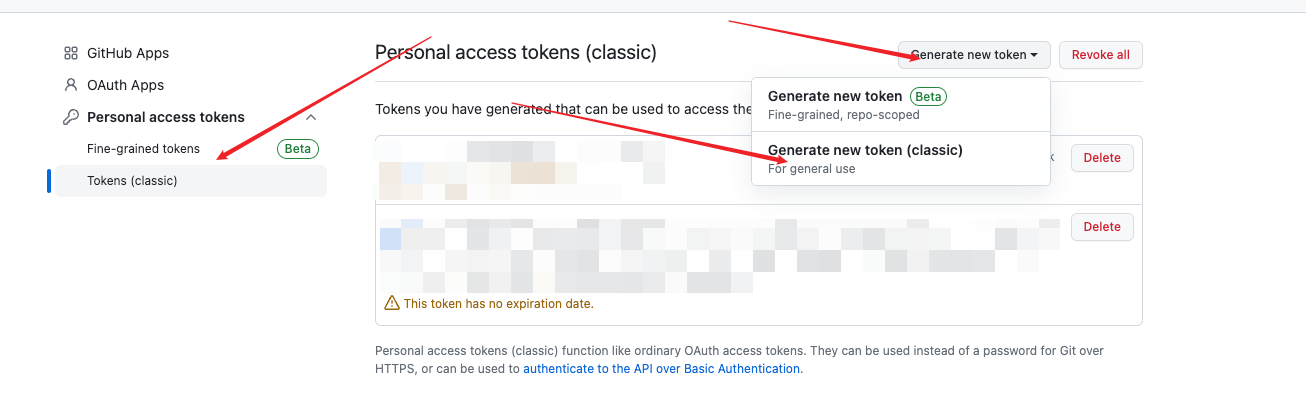 GitHub Apps
OAuth Apps
Personal access tokens
Fine-grained tokens Beta
Tokens (classic)
Personal access tokens (classic)
Generate new token
Revoke all
Tokens you have generated that can be used to access the
Generate new token Beta
Fine-grained, repo-scoped
Generate new token (classic)
For general use
Delete
Delete
This token has no expiration date.
Personal access tokens (classic) function like ordinary OAuth access tokens. They can be used instead of a password for Git over
HTTPS, or can be used to authenticate to the API over Basic Authentication.